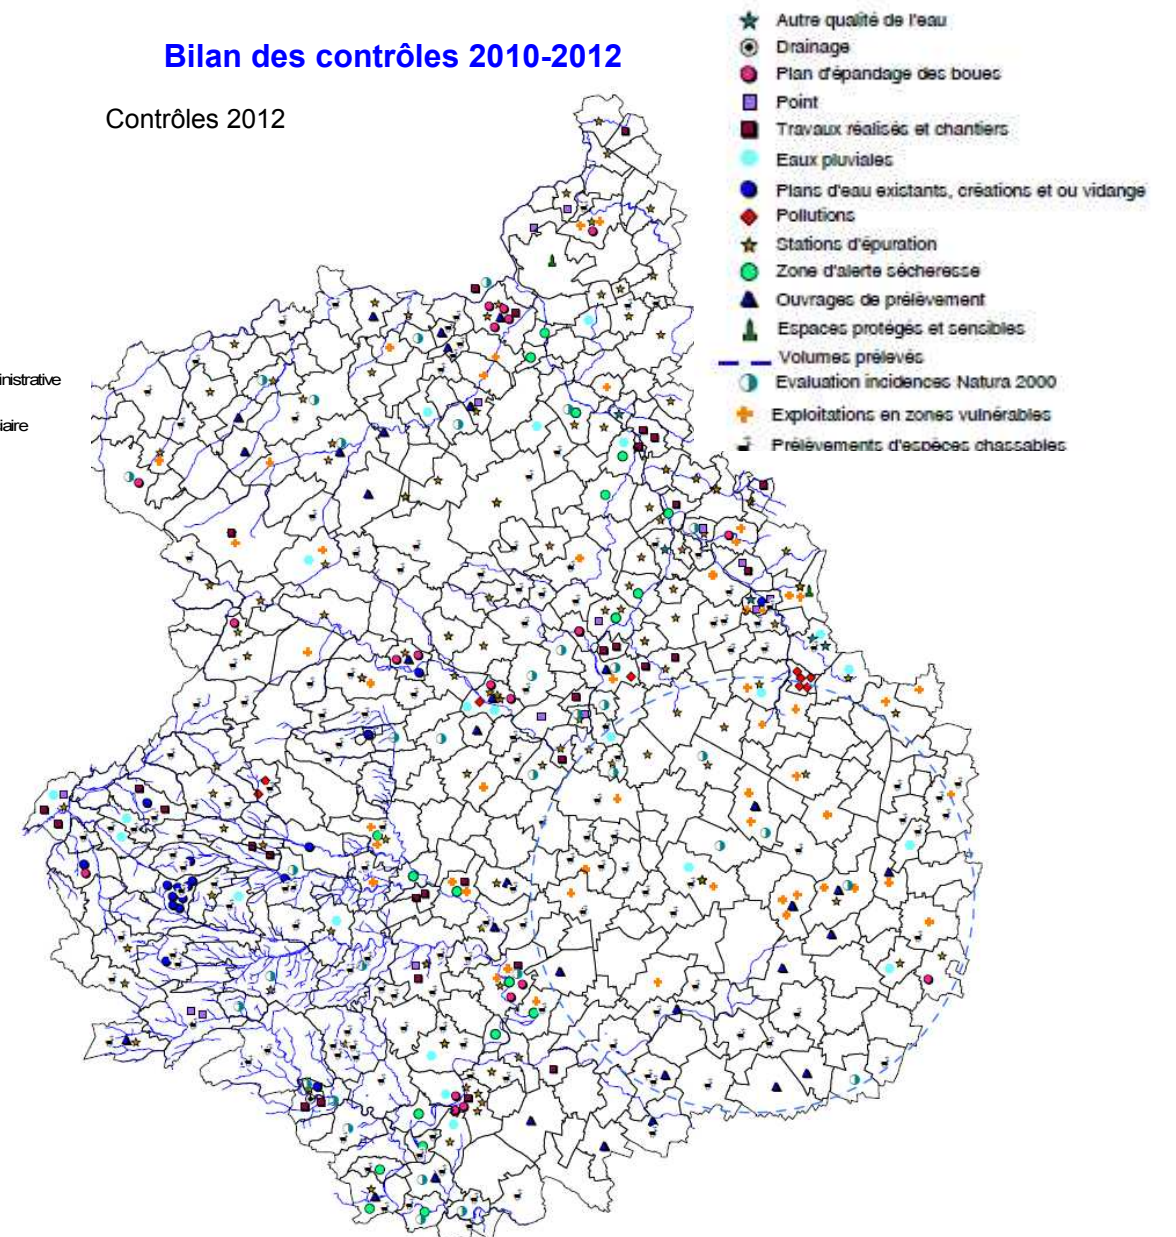 Bilan des contrôles 2010-2012
Contrôles 2012
Autre qualité de l'eau
Drainage
Plan d'épandage des boues
Point
Travaux réalisés et chantiers
Eaux pluviales
Plans d'eau existants, créations et ou vidange
Pollutions
Stations d'épuration
Zone d'alerte sécheresse
Ouvrages de prélèvement
Espaces protégés et sensibles
Volumes prélevés
Evaluation incidences Natura 2000
Exploitations en zones vulnérables
Prélèvements d'espèces chassables